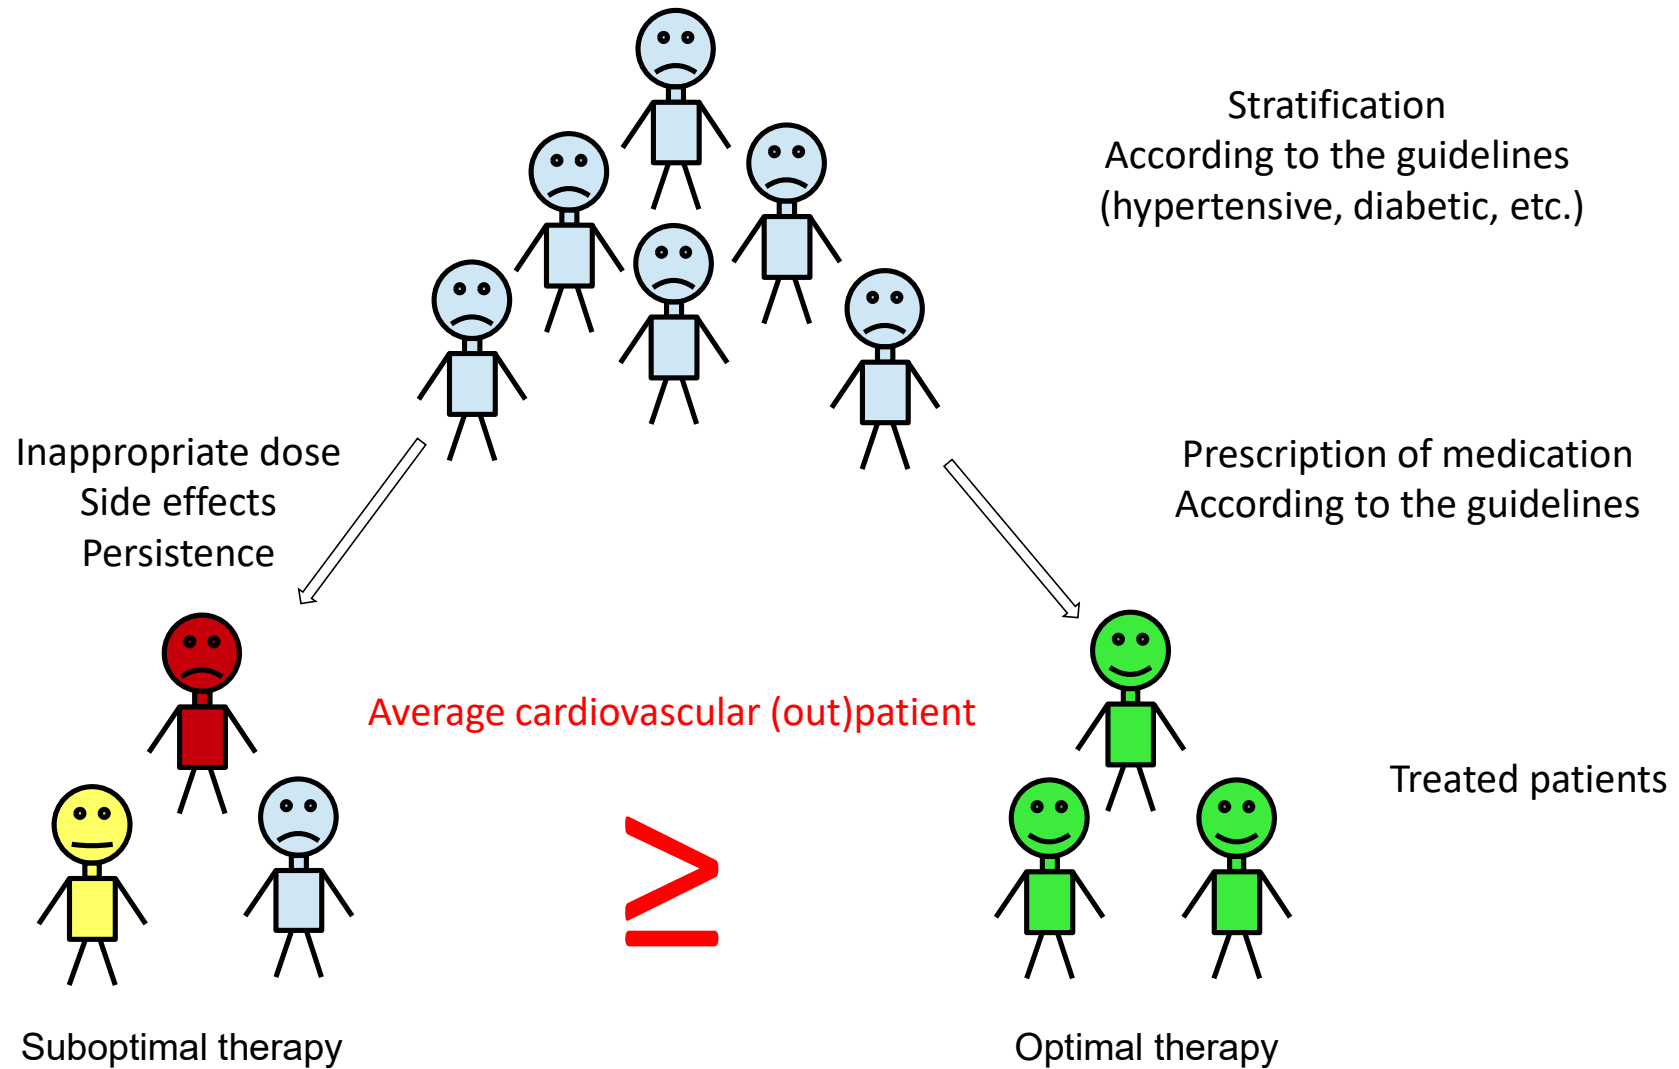 Stratification
According to the guidelines
(hypertensive, diabetic, etc.)
Inappropriate dose
Side effects
Persistence
Prescription of medication
According to the guidelines
Average cardiovascular (out)patient
≥
Treated patients
Suboptimal therapy
Optimal therapy